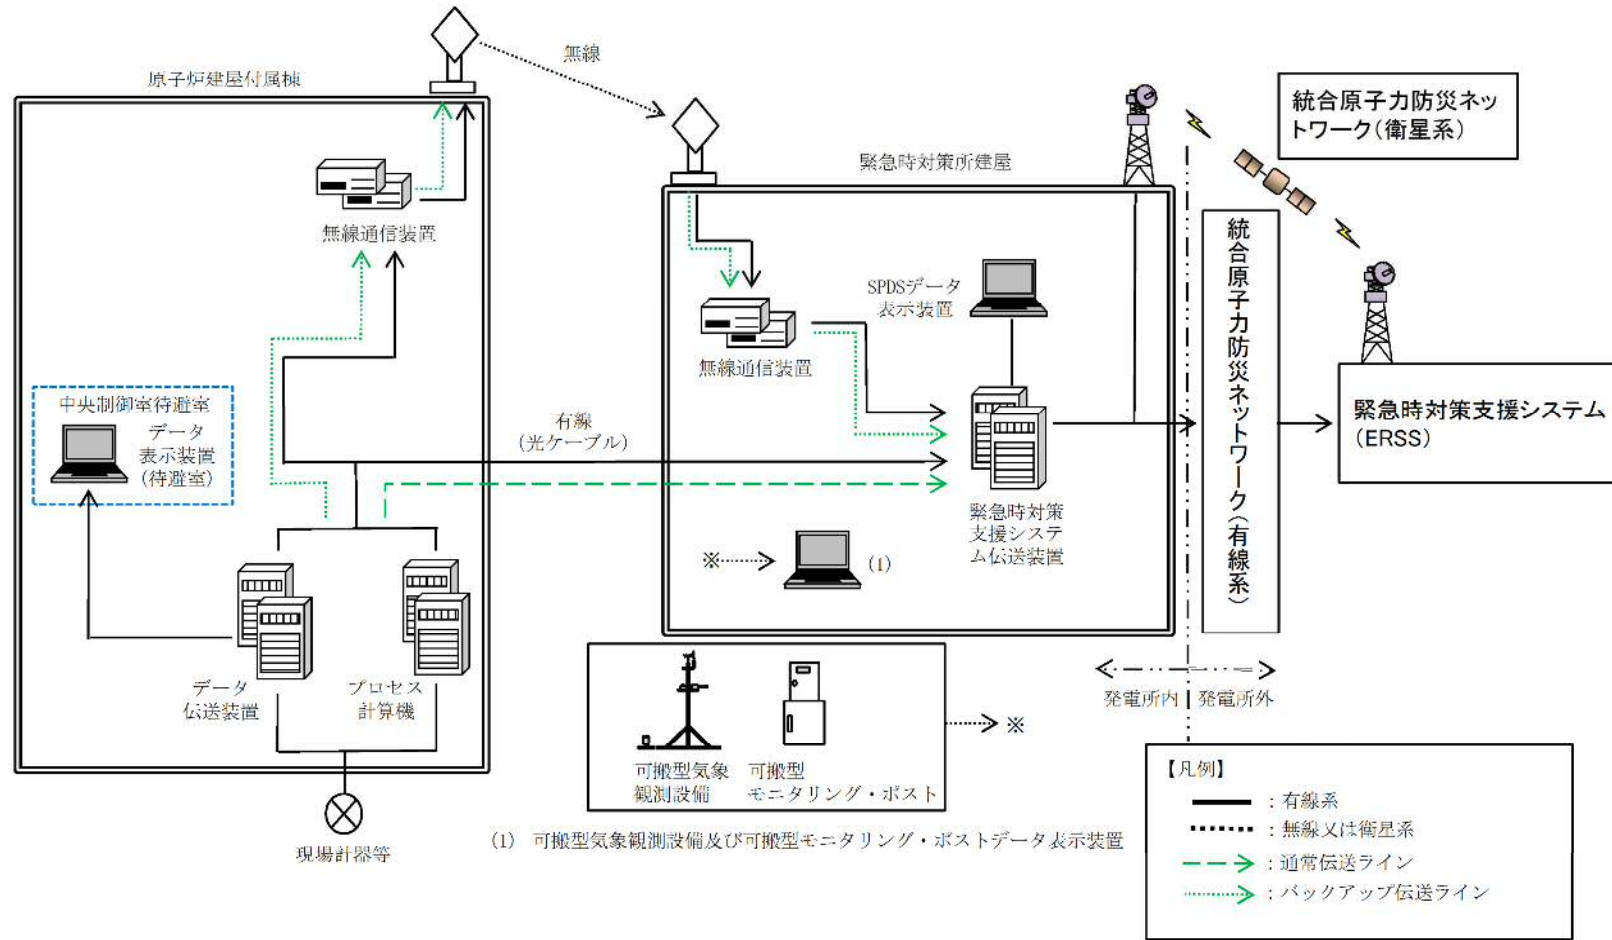 原子炉建屋付属棟
無線
無線通信装置
中央制御室待避室
データ
表示装置
(待避室)
有線
(光ケーブル)
データ
伝送装置
プロセス
計算機
現場計器等
緊急時対策所建屋
無線通信装置
SPDSデータ
表示装置
緊急時対策
支援システ
ム伝送装置
※
(1)
可搬型気象
観測設備
可搬型
モニタリング・ポスト
※
(1) 可搬型気象観測設備及び可搬型モニタリング・ポストデータ表示装置
統合原子力防災ネッ
トワーク(衛星系)
統合原子力防災ネットワーク(有線系)
緊急時対策支援システム
(ERSS)
発電所内
発電所外
【凡例】
：有線系
：無線又は衛星系
：通常伝送ライン
：バックアップ伝送ライン